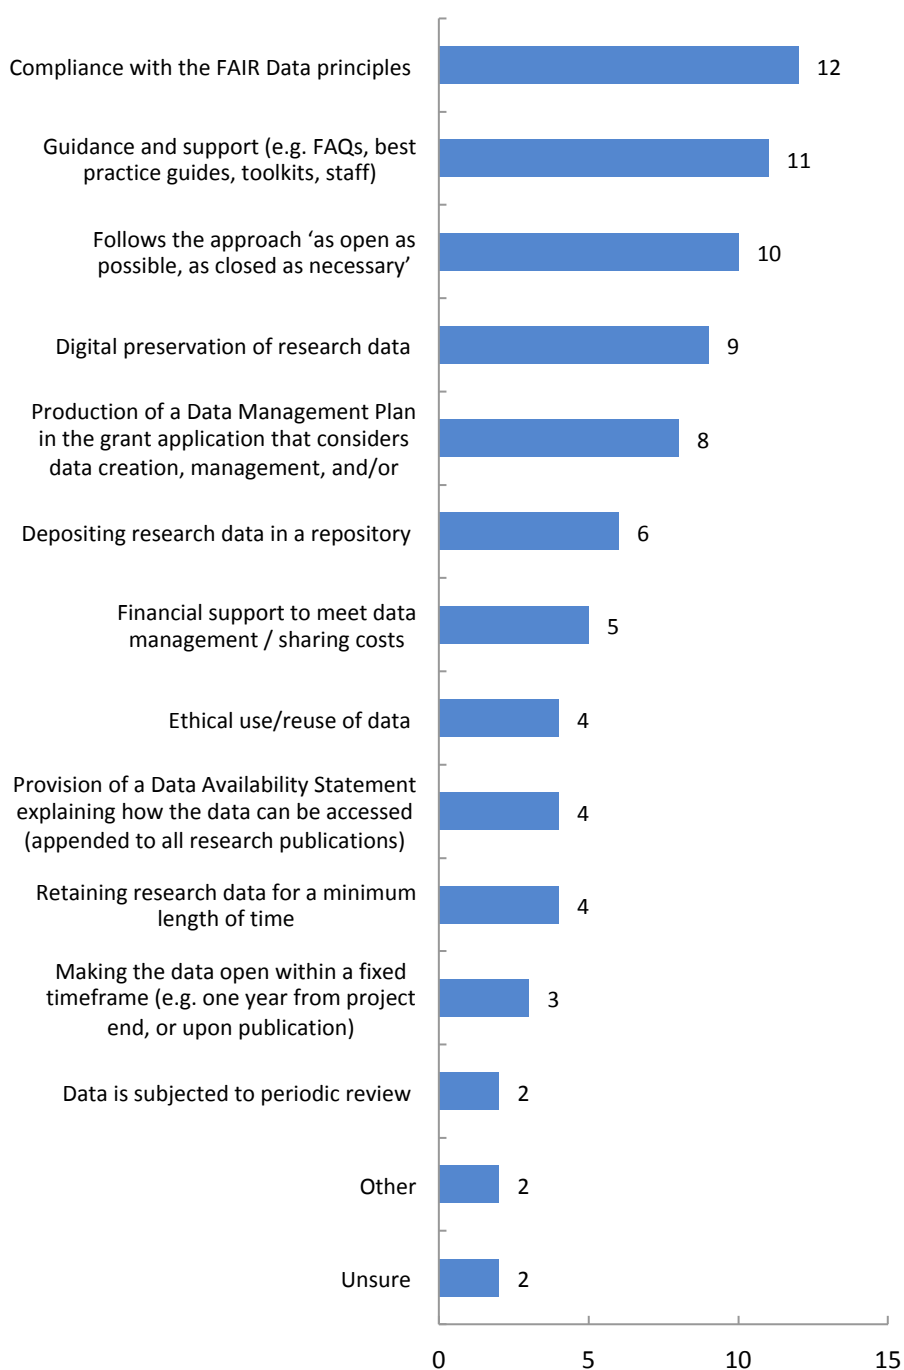 Compliance with the FAIR Data principles
12
Guidance and support (e.g. FAQs, best
practice guides, toolkits, staff)
11
Follows the approach ‘as open as
possible, as closed as necessary’
10
Digital preservation of research data
9
Production of a Data Management Plan
in the grant application that considers
data creation, management, and/or
8
Depositing research data in a repository
6
Financial support to meet data
management / sharing costs
5
Ethical use/reuse of data
4
Provision of a Data Availability Statement
explaining how the data can be accessed
(appended to all research publications)
4
Retaining research data for a minimum
length of time
4
Making the data open within a fixed
timeframe (e.g. one year from project
end, or upon publication)
3
Data is subjected to periodic review
2
Other
2
Unsure
2
0 5 10 15